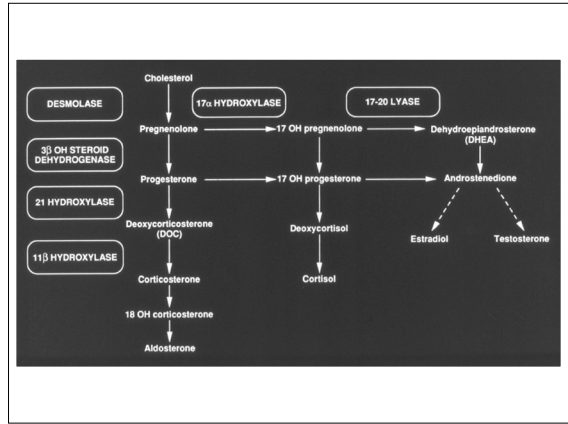 Cholesterol
DESMOLASE
17α HYDROXYLASE
17-20 LYASE
Pregnenolone
17 OH pregnenolone
Dehydroepiandrosterone
(DHEA)
3β OH STEROID
DEHYDROGENASE
Progesterone
17 OH progesterone
Androstenedione
21 HYDROXYLASE
Deoxycorticosterone
(DOC)
Deoxycortisol
Estradiol
Testosterone
11β HYDROXYLASE
Corticosterone
Cortisol
18 OH corticosterone
Aldosterone